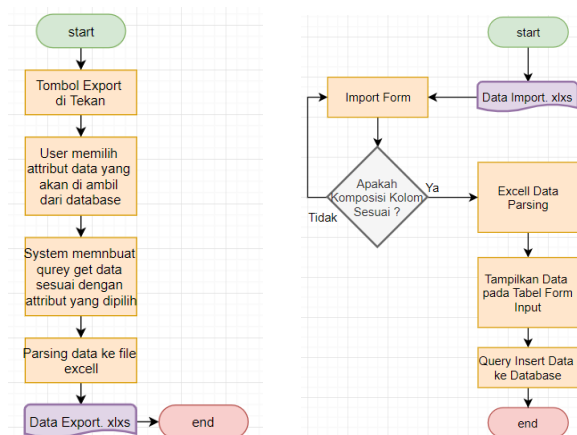 start
Tombol Export
di Tekan
User memilih
attribut data yang
akan di ambil
dari database
System memnbuat
qurey get data
sesuai dengan
attribut yang dipilih
Parsing data ke file
excell
Data Export. xlxs
end
start
Data Import. xlxs
Import Form
Apakah
Komposisi Kolom
Sesuai ?
Ya
Tidak
Excell Data
Parsing
Tampilkan Data
pada Tabel Form
Input
Query Insert Data
ke Database
end